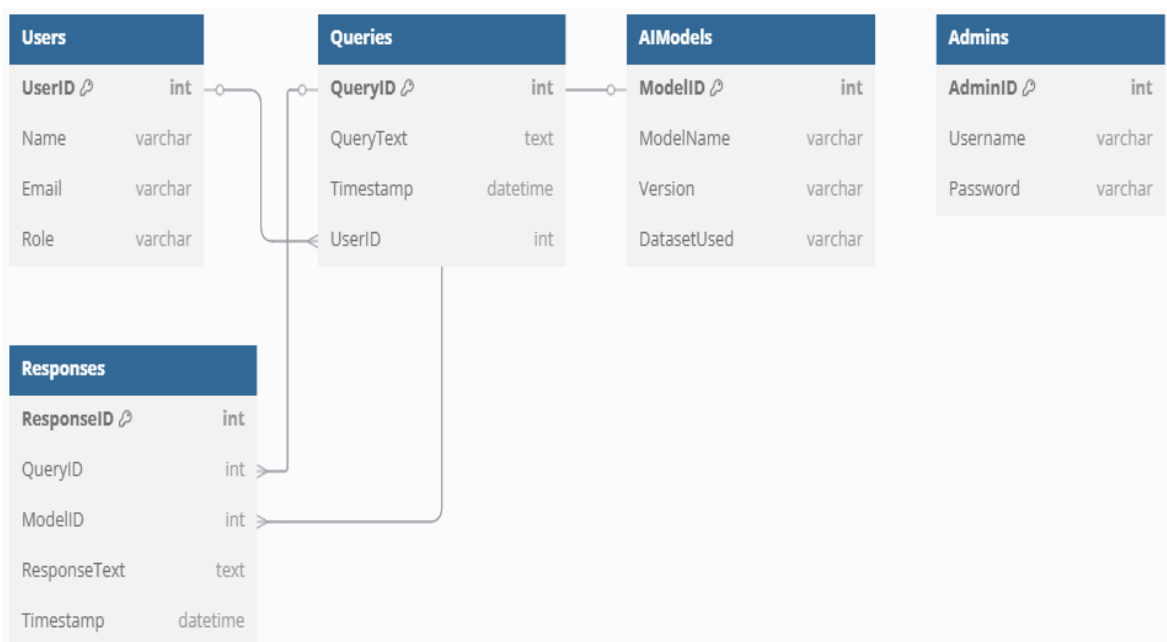 Users
UserID int
Name varchar
Email varchar
Role varchar
Queries
QueryID int
QueryText text
Timestamp datetime
UserID int
AIModels
ModelID int
ModelName varchar
Version varchar
DatasetUsed varchar
Admins
AdminID int
Username varchar
Password varchar
Responses
ResponseID int
QueryID int
ModelID int
ResponseText text
Timestamp datetime